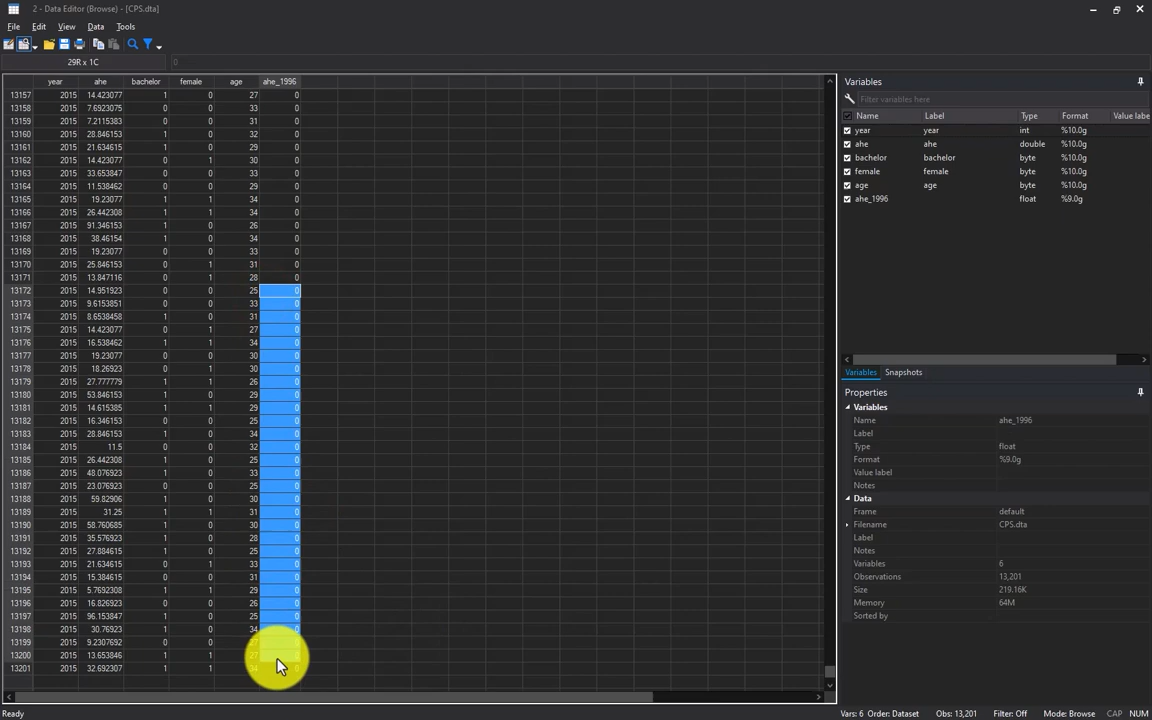 2 - Data Editor (Browse) - [CPS.dta]
File Edit View Data Tools
29R x 1C 0
year ahe bachelor female age ahe_1996
13157 2015 14.423077 1 0 27 0
13158 2015 7.6923075 0 0 33 0
13159 2015 7.2115383 0 0 31 0
13160 2015 28.846153 1 0 32 0
13161 2015 21.634615 1 0 29 0
13162 2015 14.423077 0 1 30 0
13163 2015 33.653847 0 0 33 0
13164 2015 11.538462 0 0 29 0
13165 2015 19.23077 1 1 34 0
13166 2015 26.442308 1 1 34 0
13167 2015 91.346153 1 0 26 0
13168 2015 38.46154 1 0 34 0
13169 2015 19.23077 0 0 33 0
13170 2015 25.846153 0 1 31 0
13171 2015 13.847116 0 1 28 0
13172 2015 14.951923 0 0 25 0
13173 2015 9.6153851 0 0 33 0
13174 2015 8.6538458 1 0 31 0
13175 2015 14.423077 0 1 27 0
13176 2015 16.538462 1 1 34 0
13177 2015 19.23077 0 0 30 0
13178 2015 18.26923 1 0 30 0
13179 2015 27.777779 1 1 26 0
13180 2015 53.846153 1 0 29 0
13181 2015 14.615385 1 1 29 0
13182 2015 16.346153 0 0 25 0
13183 2015 28.846153 1 0 34 0
13184 2015 11.5 0 0 32 0
13185 2015 26.442308 1 0 25 0
13186 2015 48.076923 1 0 33 0
13187 2015 23.076923 0 0 25 0
13188 2015 59.82906 1 0 30 0
13189 2015 31.25 1 1 31 0
13190 2015 58.760685 1 0 30 0
13191 2015 35.576923 1 0 28 0
13192 2015 27.884615 1 0 25 0
13193 2015 21.634615 0 1 33 0
13194 2015 15.384615 0 0 31 0
13195 2015 5.7692308 1 1 29 0
13196 2015 16.826923 0 0 26 0
13197 2015 96.153847 1 0 25 0
13198 2015 30.76923 1 0 34 0
13199 2015 9.2307692 0 0 27
13200 2015 13.653846 1 1 27
13201 2015 32.692307 1 1 34 0
Variables
Filter variables here
Name Label Type Format Value labe
year year int %10.0g
ahe ahe double %10.0g
bachelor bachelor byte %10.0g
female female byte %10.0g
age age byte %10.0g
ahe_1996 float %9.0g
Variables Snapshots
Properties
Variables
Name ahe_1996
Label
Type float
Format %9.0g
Value label
Notes
Data
Frame default
Filename CPS.dta
Label
Notes
Variables 6
Observations 13,201
Size 219.16K
Memory 64M
Sorted by
Ready Vars: 6 Order: Dataset Obs: 13,201 Filter: Off Mode: Browse CAP NUM